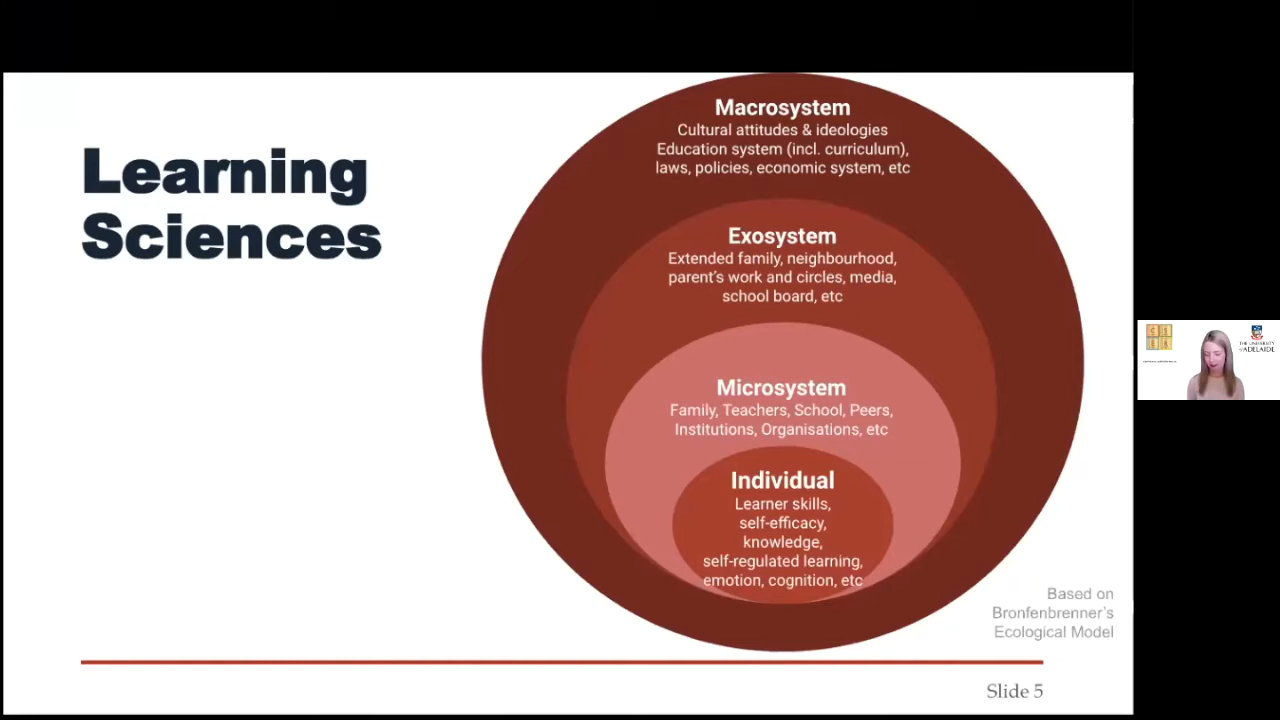 Learning
Sciences
Macrosystem
Cultural attitudes & ideologies
Education system (incl. curriculum),
laws, policies, economic system, etc
Exosystem
Extended family, neighbourhood,
parent's work and circles, media,
school board, etc
Microsystem
Family, Teachers, School, Peers,
Institutions, Organisations, etc
Individual
Learner skills,
self-efficacy,
knowledge,
self-regulated learning,
emotion, cognition, etc
Based on
Bronfenbrenner's
Ecological Model
Slide 5
THE UNIVERSITY
of ADELAIDE